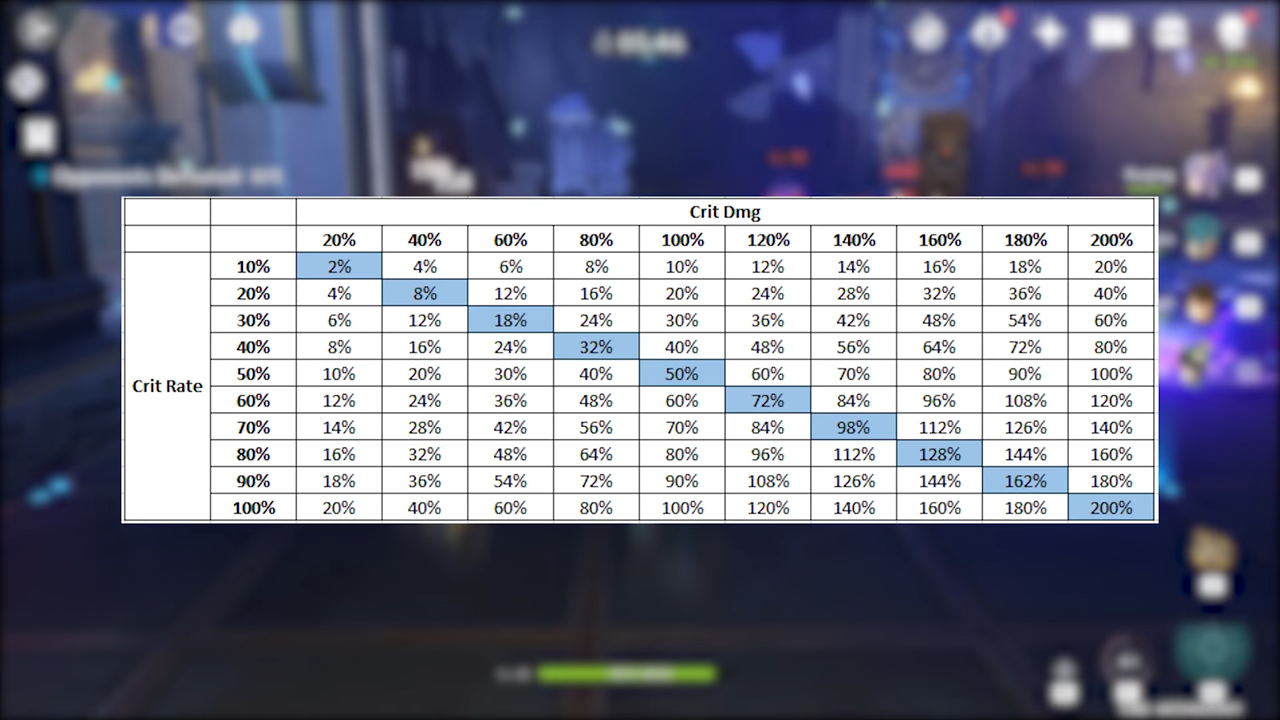 Crit Dmg
20% 40% 60% 80% 100% 120% 140% 160% 180% 200%
10% 2% 4% 6% 8% 10% 12% 14% 16% 18% 20%
20% 4% 8% 12% 16% 20% 24% 28% 32% 36% 40%
30% 6% 12% 18% 24% 30% 36% 42% 48% 54% 60%
40% 8% 16% 24% 32% 40% 48% 56% 64% 72% 80%
50% 10% 20% 30% 40% 50% 60% 70% 80% 90% 100%
Crit Rate
60% 12% 24% 36% 48% 60% 72% 84% 96% 108% 120%
70% 14% 28% 42% 56% 70% 84% 98% 112% 126% 140%
80% 16% 32% 48% 64% 80% 96% 112% 128% 144% 160%
90% 18% 36% 54% 72% 90% 108% 126% 144% 162% 180%
100% 20% 40% 60% 80% 100% 120% 140% 160% 180% 200%